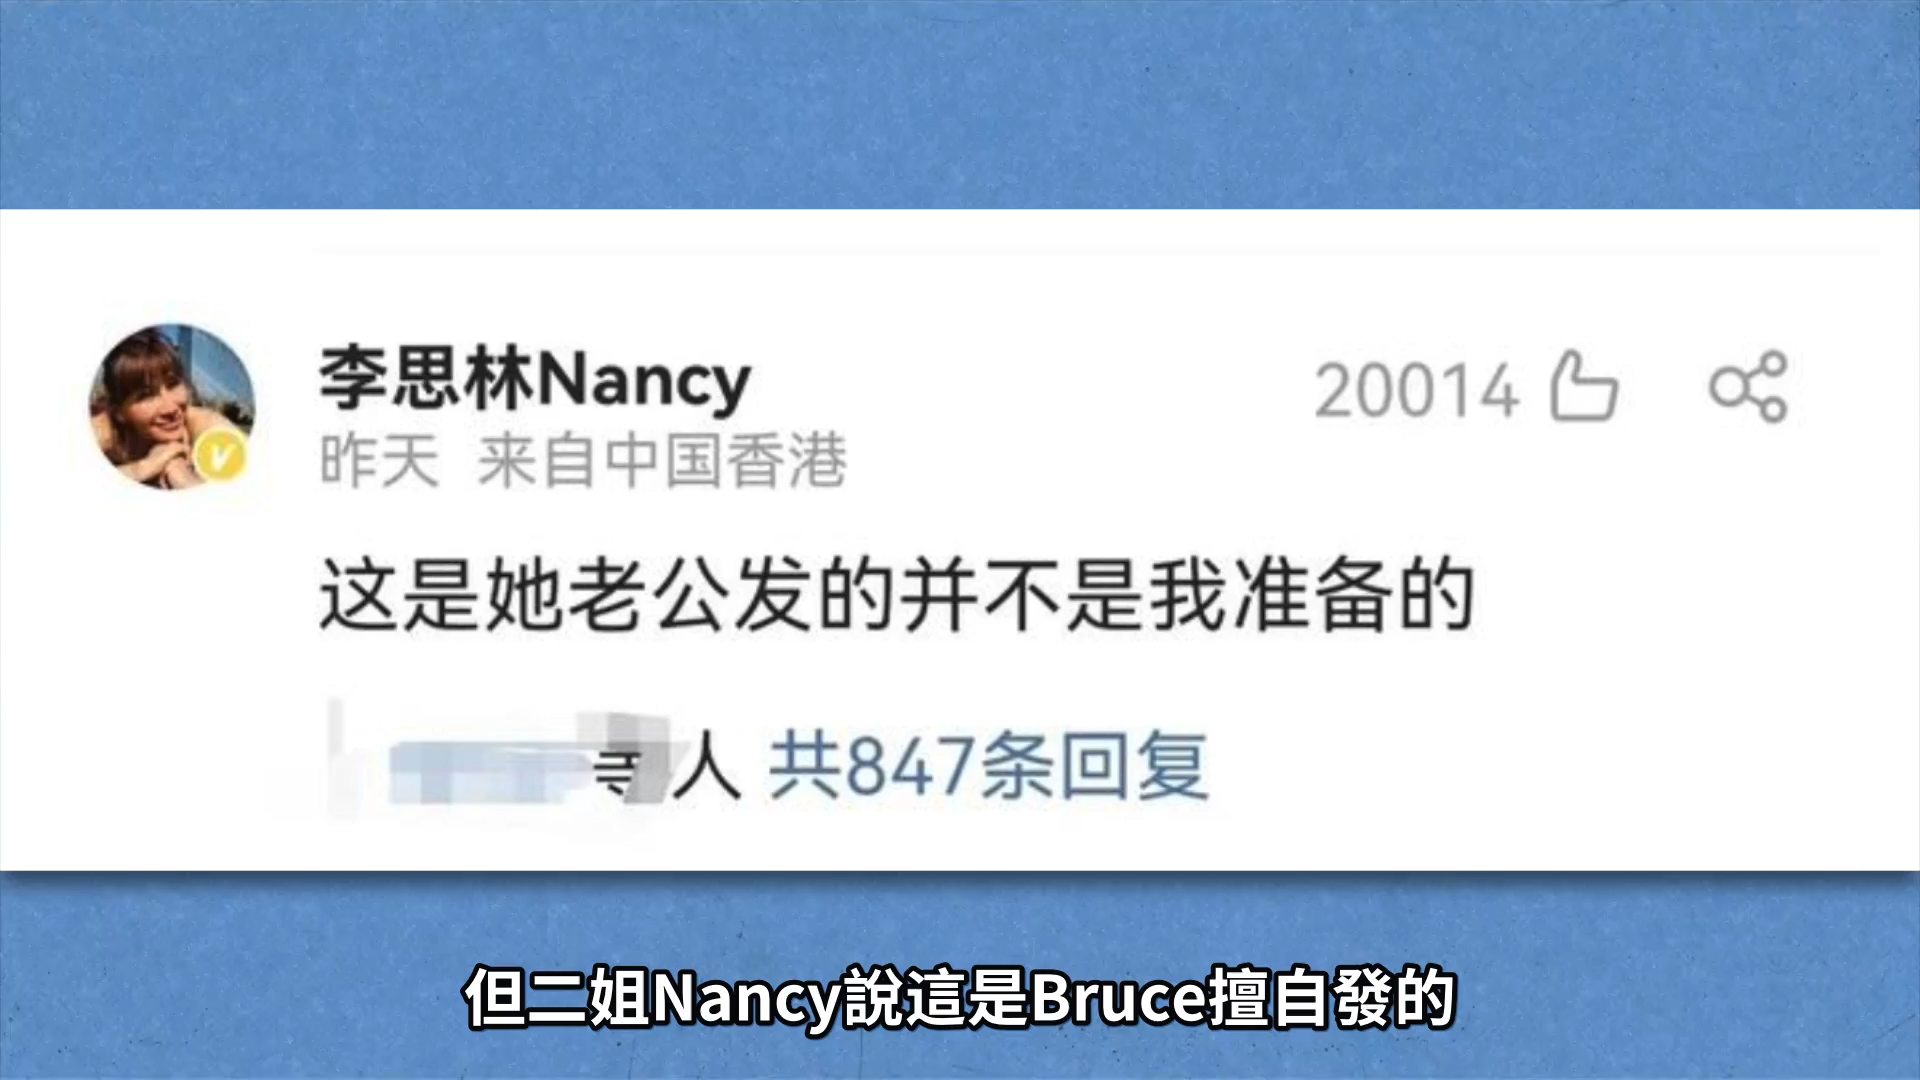 李思林Nancy
20014
昨天 来自中国香港
这是她老公发的并不是我准备的
人 共847条回复
但二姐Nancy說這是Bruce擅自發的